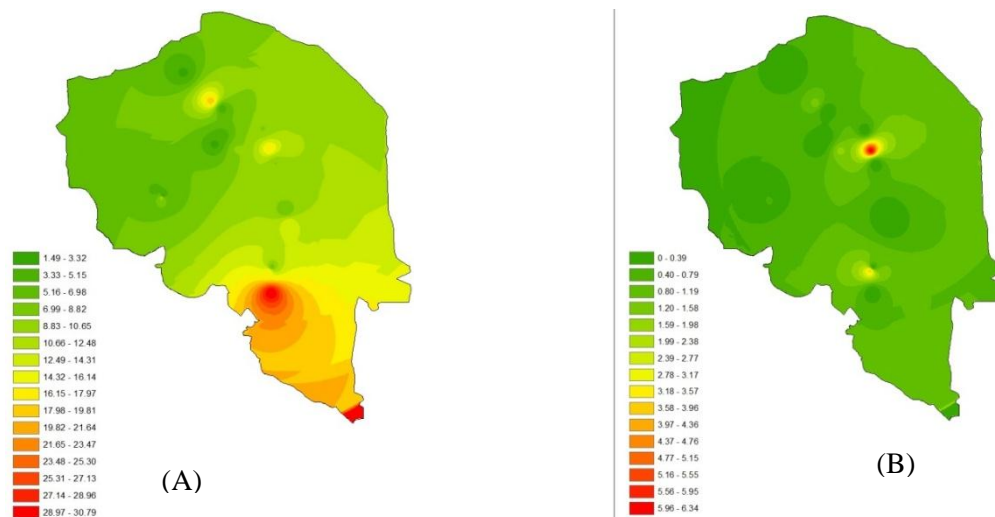 1.49 - 3.32
3.33 - 5.15
5.16 - 6.98
6.99 - 8.82
8.83 - 10.65
10.66 - 12.48
12.49 - 14.31
14.32 - 16.14
16.15 - 17.97
17.98 - 19.81
19.82 - 21.64
21.65 - 23.47
23.48 - 25.30
25.31 - 27.13
27.14 - 28.96
28.97 - 30.79
(A)
0 - 0.39
0.40 - 0.79
0.80 - 1.19
1.20 - 1.58
1.59 - 1.98
1.99 - 2.38
2.39 - 2.77
2.78 - 3.17
3.18 - 3.57
3.58 - 3.96
3.97 - 4.36
4.37 - 4.76
4.77 - 5.15
5.16 - 5.55
5.56 - 5.95
5.96 - 6.34
(B)